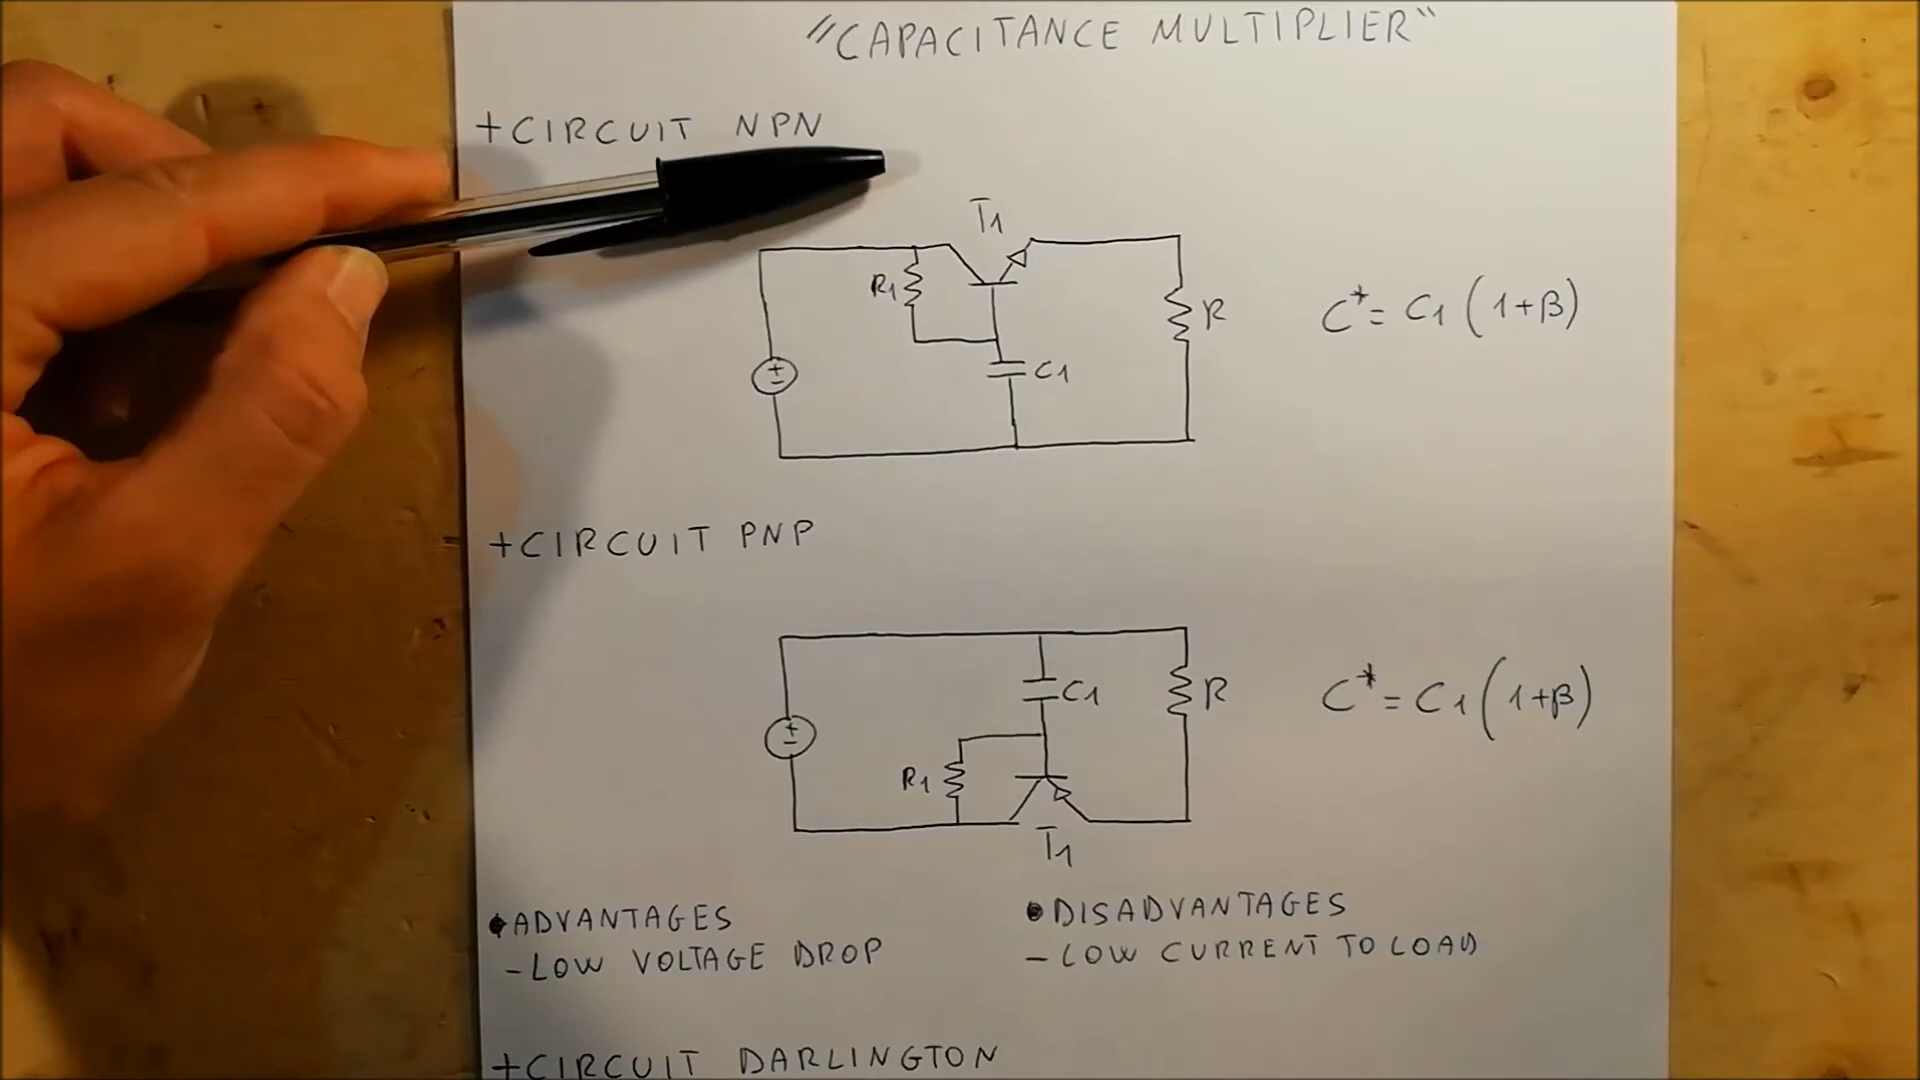 "CAPACITANCE MULTIPLIER"
+CIRCUIT NPN
T1
R1
R
C* = C1 (1+β)
+
-
C1
+CIRCUIT PNP
C1
R
C* = C1 (1+β)
+
-
R1
T1
•ADVANTAGES
-LOW VOLTAGE DROP
•DISADVANTAGES
-LOW CURRENT TO LOAD
+CIRCUIT DARLINGTON